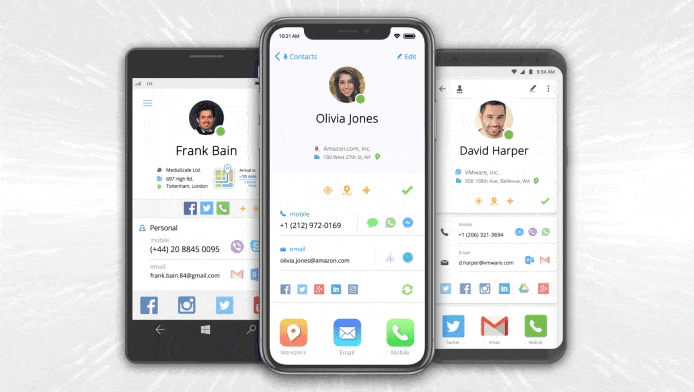 Frank Bain
MediaScale Ltd.
697 High Rd,
Tottenham, London
Arrival in
Personal
mobile
(+44) 20 8845 0095
email
frank.bain.84@gmail.com
10:21 AM
Contacts
Edit
Olivia Jones
Amazon.com, Inc.
100 West 27th St, NY
mobile
+1 (212) 972-0169
email
olivia.jones@amazon.com
Workplace
Email
Mobile
8:34 AM
David Harper
VMware, Inc.
500 108th Ave, Bellevue, WA
Mobile
+1 (206) 321-3694
Email
d.harper@vmware.com
Twitter
Email
Mobile